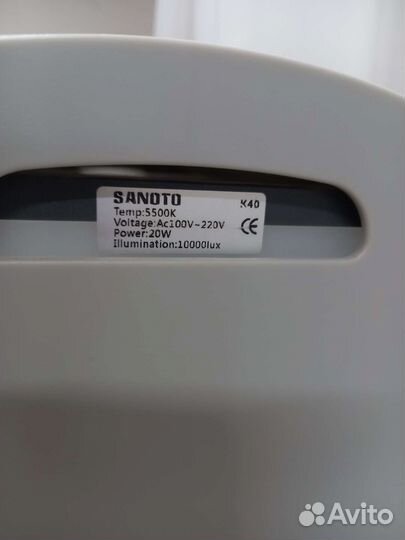 SANOTO K40
Temp:5500K
Voltage:Ac100V~220V
Power:20W
Illumination:10000lux
CE
Avito